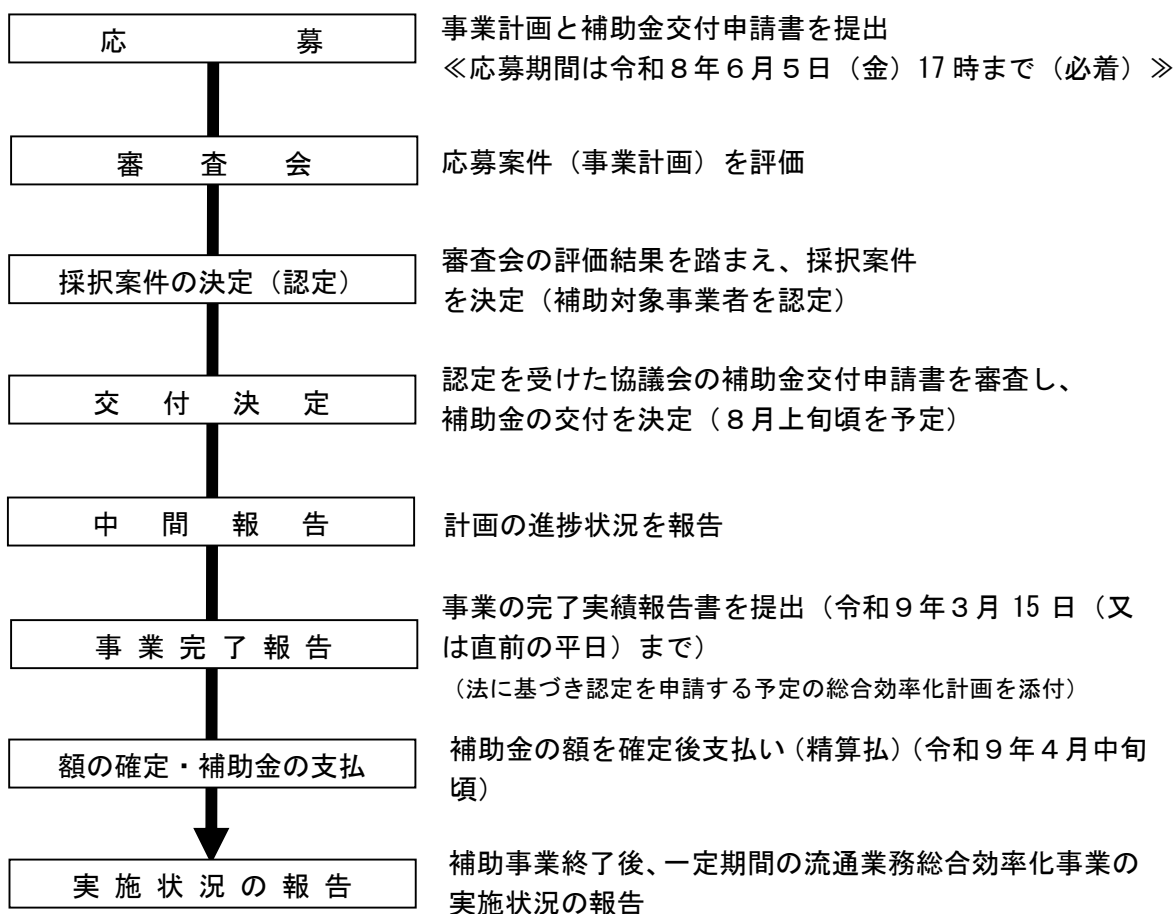 応募
事業計画と補助金交付申請書を提出
≪応募期間は令和８年６月５日（金）17時まで（必着）≫
審査会
応募案件（事業計画）を評価
採択案件の決定（認定）
審査会の評価結果を踏まえ、採択案件
を決定（補助対象事業者を認定）
交付決定
認定を受けた協議会の補助金交付申請書を審査し、
補助金の交付を決定（８月上旬頃を予定）
中間報告
計画の進捗状況を報告
事業完了報告
事業の完了実績報告書を提出（令和９年３月15日（又
は直前の平日）まで）
（法に基づき認定を申請する予定の総合効率化計画を添付）
額の確定・補助金の支払
補助金の額を確定後支払い（精算払）（令和９年４月中旬
頃）
実施状況の報告
補助事業終了後、一定期間の流通業務総合効率化事業の
実施状況の報告